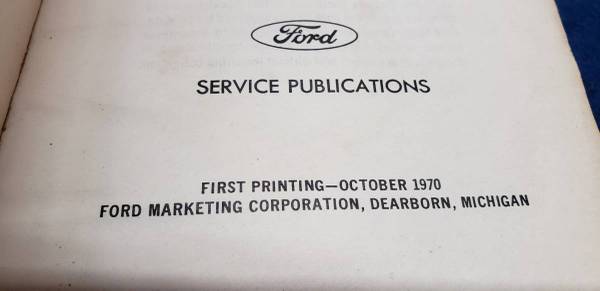 Ford
SERVICE PUBLICATIONS
FIRST PRINTING—OCTOBER 1970
FORD MARKETING CORPORATION, DEARBORN, MICHIGAN